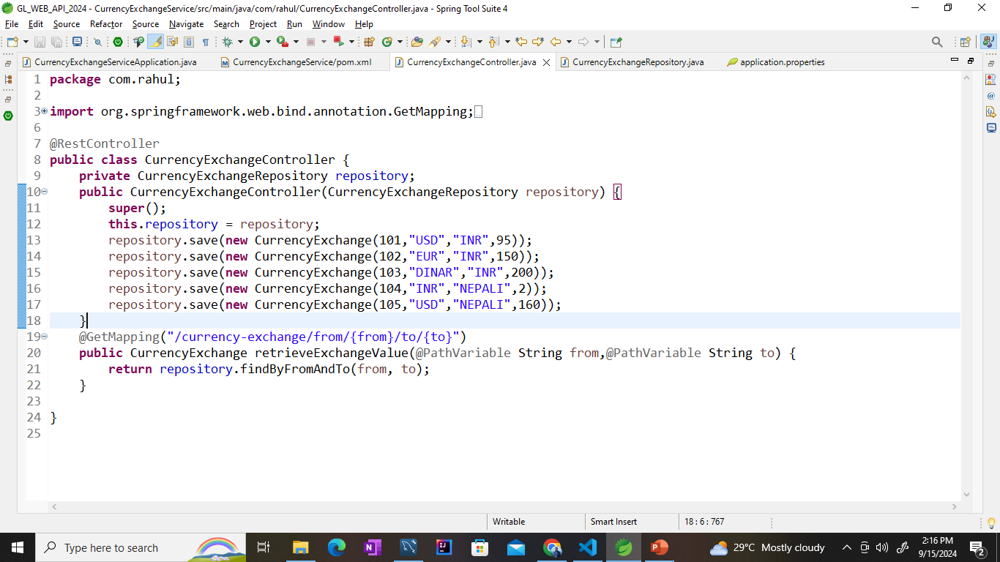 GL_WEB_API_2024 - CurrencyExchangeService/src/main/java/com/rahul/CurrencyExchangeController.java - Spring Tool Suite 4
File Edit Source Refactor Source Navigate Search Project Run Window Help
CurrencyExchangeServiceApplication.java CurrencyExchangeService/pom.xml CurrencyExchangeController.java CurrencyExchangeRepository.java application.properties
1 package com.rahul;
2
3 import org.springframework.web.bind.annotation.GetMapping;
6
7 @RestController
8 public class CurrencyExchangeController {
9 private CurrencyExchangeRepository repository;
10 public CurrencyExchangeController(CurrencyExchangeRepository repository) {
11 super();
12 this.repository = repository;
13 repository.save(new CurrencyExchange(101,"USD","INR",95));
14 repository.save(new CurrencyExchange(102,"EUR","INR",150));
15 repository.save(new CurrencyExchange(103,"DINAR","INR",200));
16 repository.save(new CurrencyExchange(104,"INR","NEPALI",2));
17 repository.save(new CurrencyExchange(105,"USD","NEPALI",160));
18 }
19 @GetMapping("/currency-exchange/from/{from}/to/{to}")
20 public CurrencyExchange retrieveExchangeValue(@PathVariable String from,@PathVariable String to) {
21 return repository.findByFromAndTo(from, to);
22 }
23
24 }
25
Writable Smart Insert 18 : 6 : 767
Type here to search 29°C Mostly cloudy 2:16 PM
9/15/2024 2